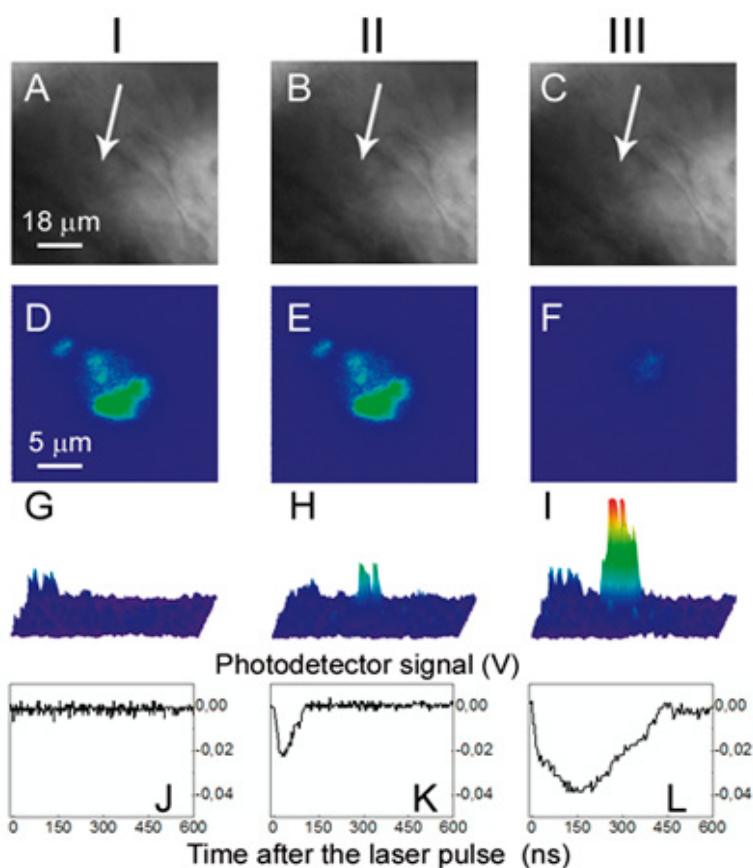 I II III
A B C
18 μm
D E F
5 μm
G H I
Photodetector signal (V)
0,00 0,00 0,00
-0,02 -0,02 -0,02
-0,04 -0,04 -0,04
J K L
0 150 300 450 600 0 150 300 450 600 0 150 300 450 600
Time after the laser pulse (ns)